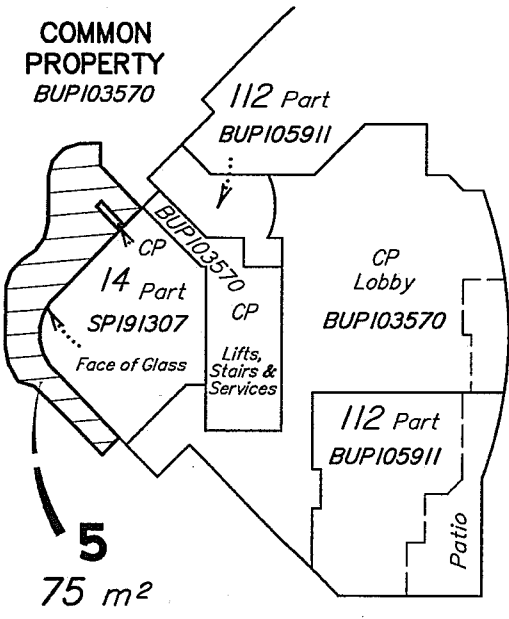 COMMON
PROPERTY
BUP103570
112 Part
BUP105911
BUP103570
CP
14 Part
SP191307
Face of Glass
CP
Lifts,
Stairs &
Services
CP
Lobby
BUP103570
112 Part
BUP105911
Patio
5
75 m²